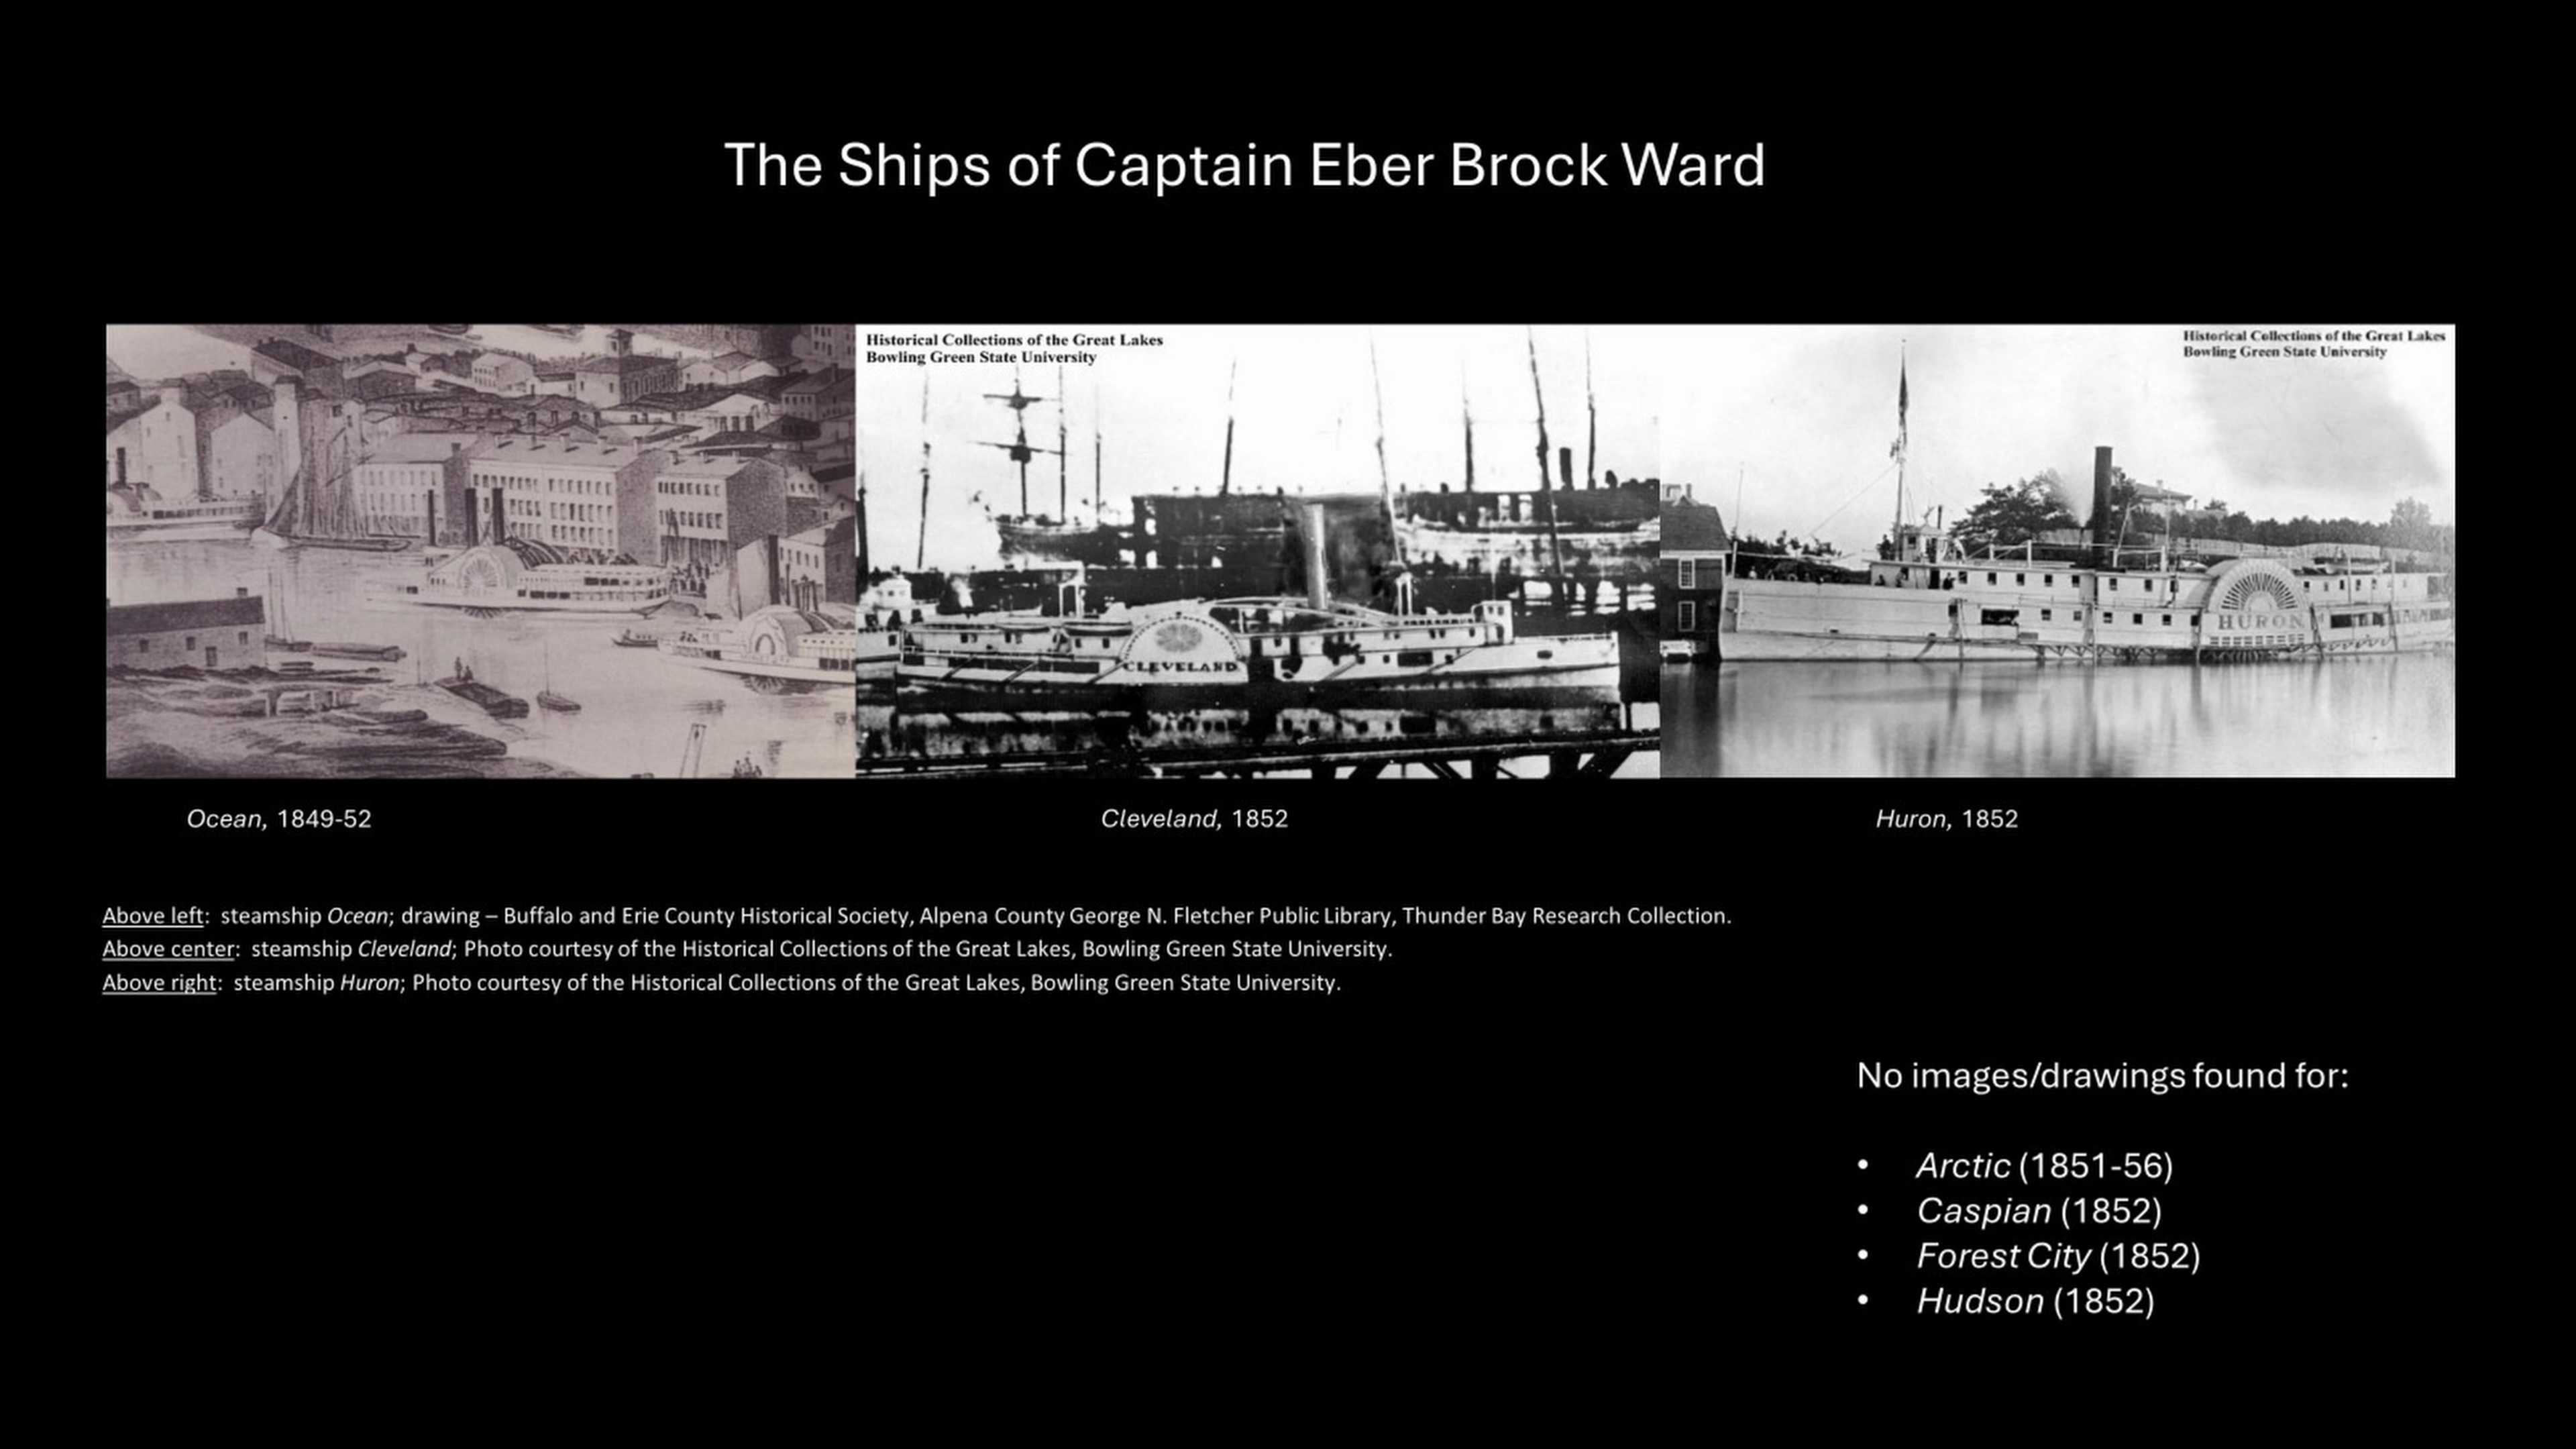 The Ships of Captain Eber Brock Ward
Historical Collections of the Great Lakes
Bowling Green State University
Historical Collections of the Great Lakes
Bowling Green State University
CLEVELAND
HURON
Ocean, 1849-52
Cleveland, 1852
Huron, 1852
Above left:  steamship Ocean; drawing – Buffalo and Erie County Historical Society, Alpena County George N. Fletcher Public Library, Thunder Bay Research Collection.
Above center:  steamship Cleveland; Photo courtesy of the Historical Collections of the Great Lakes, Bowling Green State University.
Above right:  steamship Huron; Photo courtesy of the Historical Collections of the Great Lakes, Bowling Green State University.
No images/drawings found for:
• Arctic (1851-56)
• Caspian (1852)
• Forest City (1852)
• Hudson (1852)